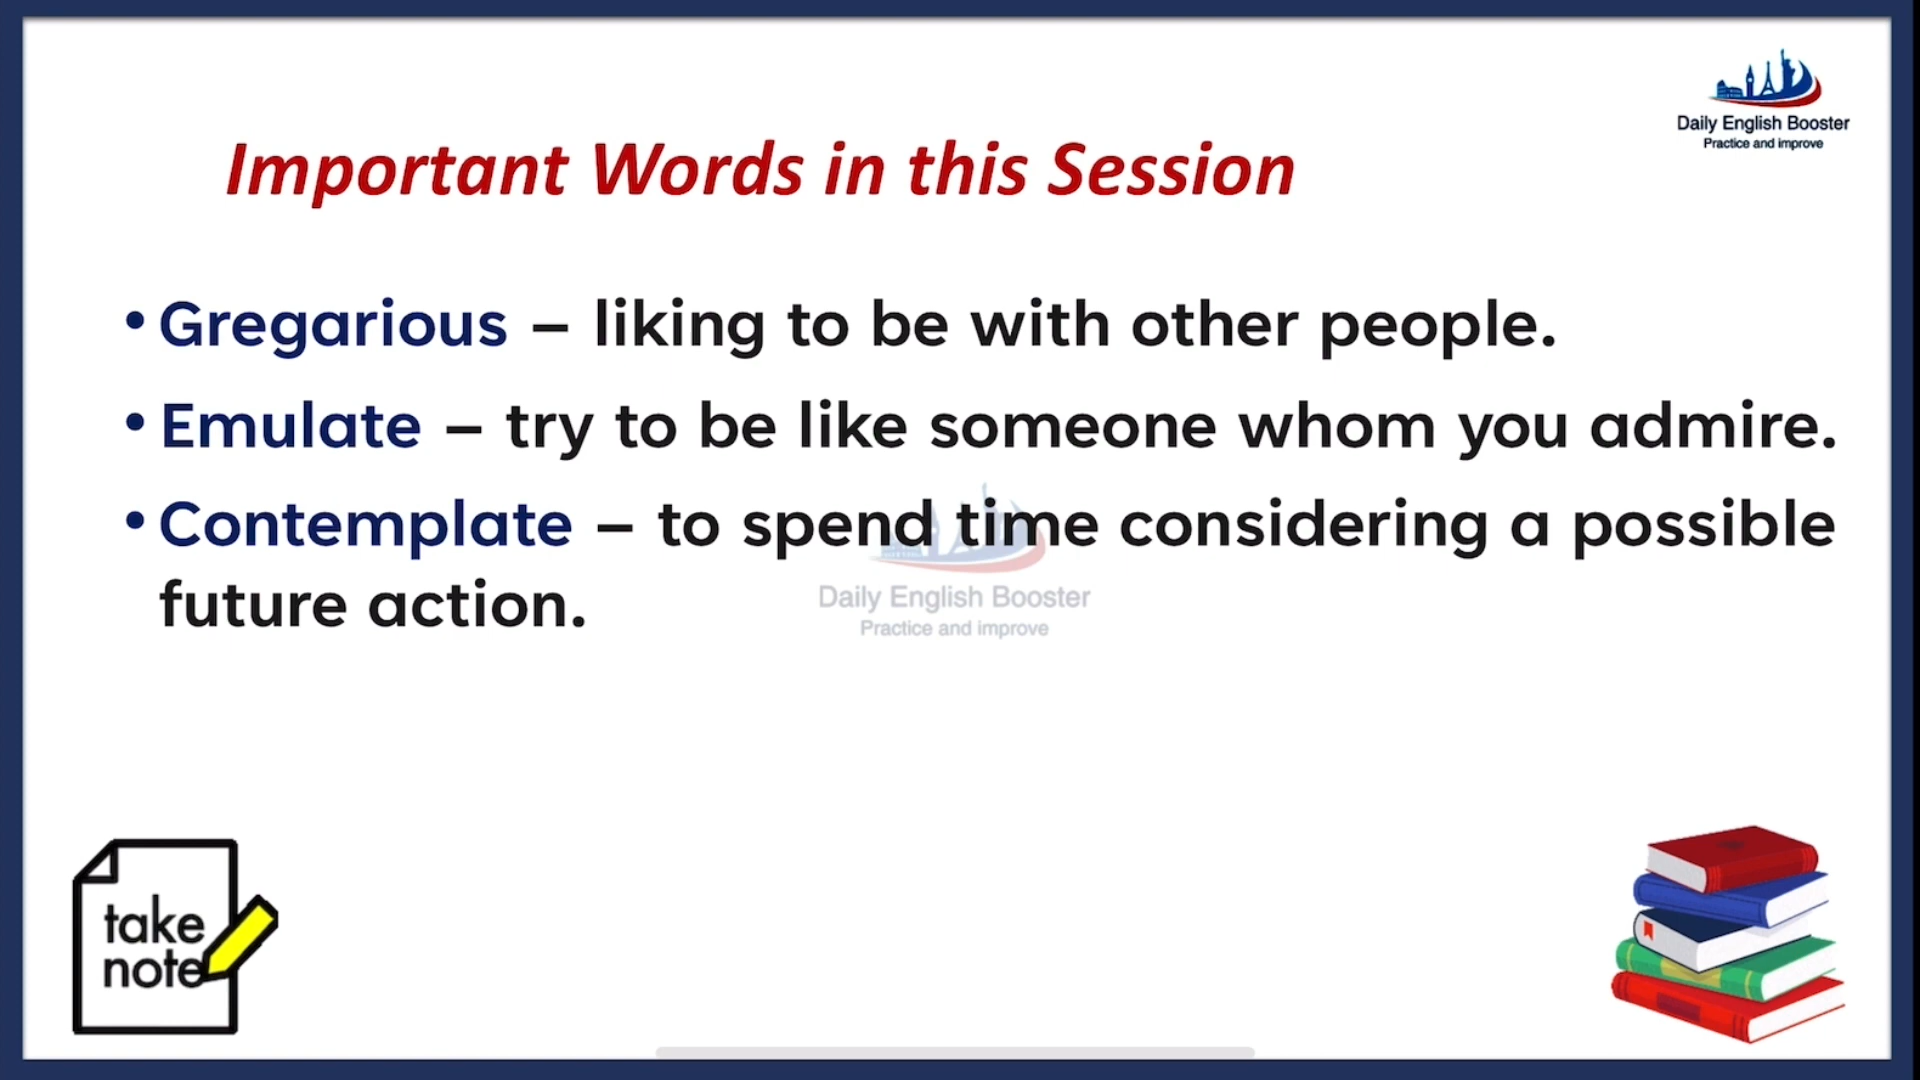 Daily English Booster
Practice and improve
Important Words in this Session
• Gregarious – liking to be with other people.
• Emulate – try to be like someone whom you admire.
• Contemplate – to spend time considering a possible
future action.
Daily English Booster
Practice and improve
take
note